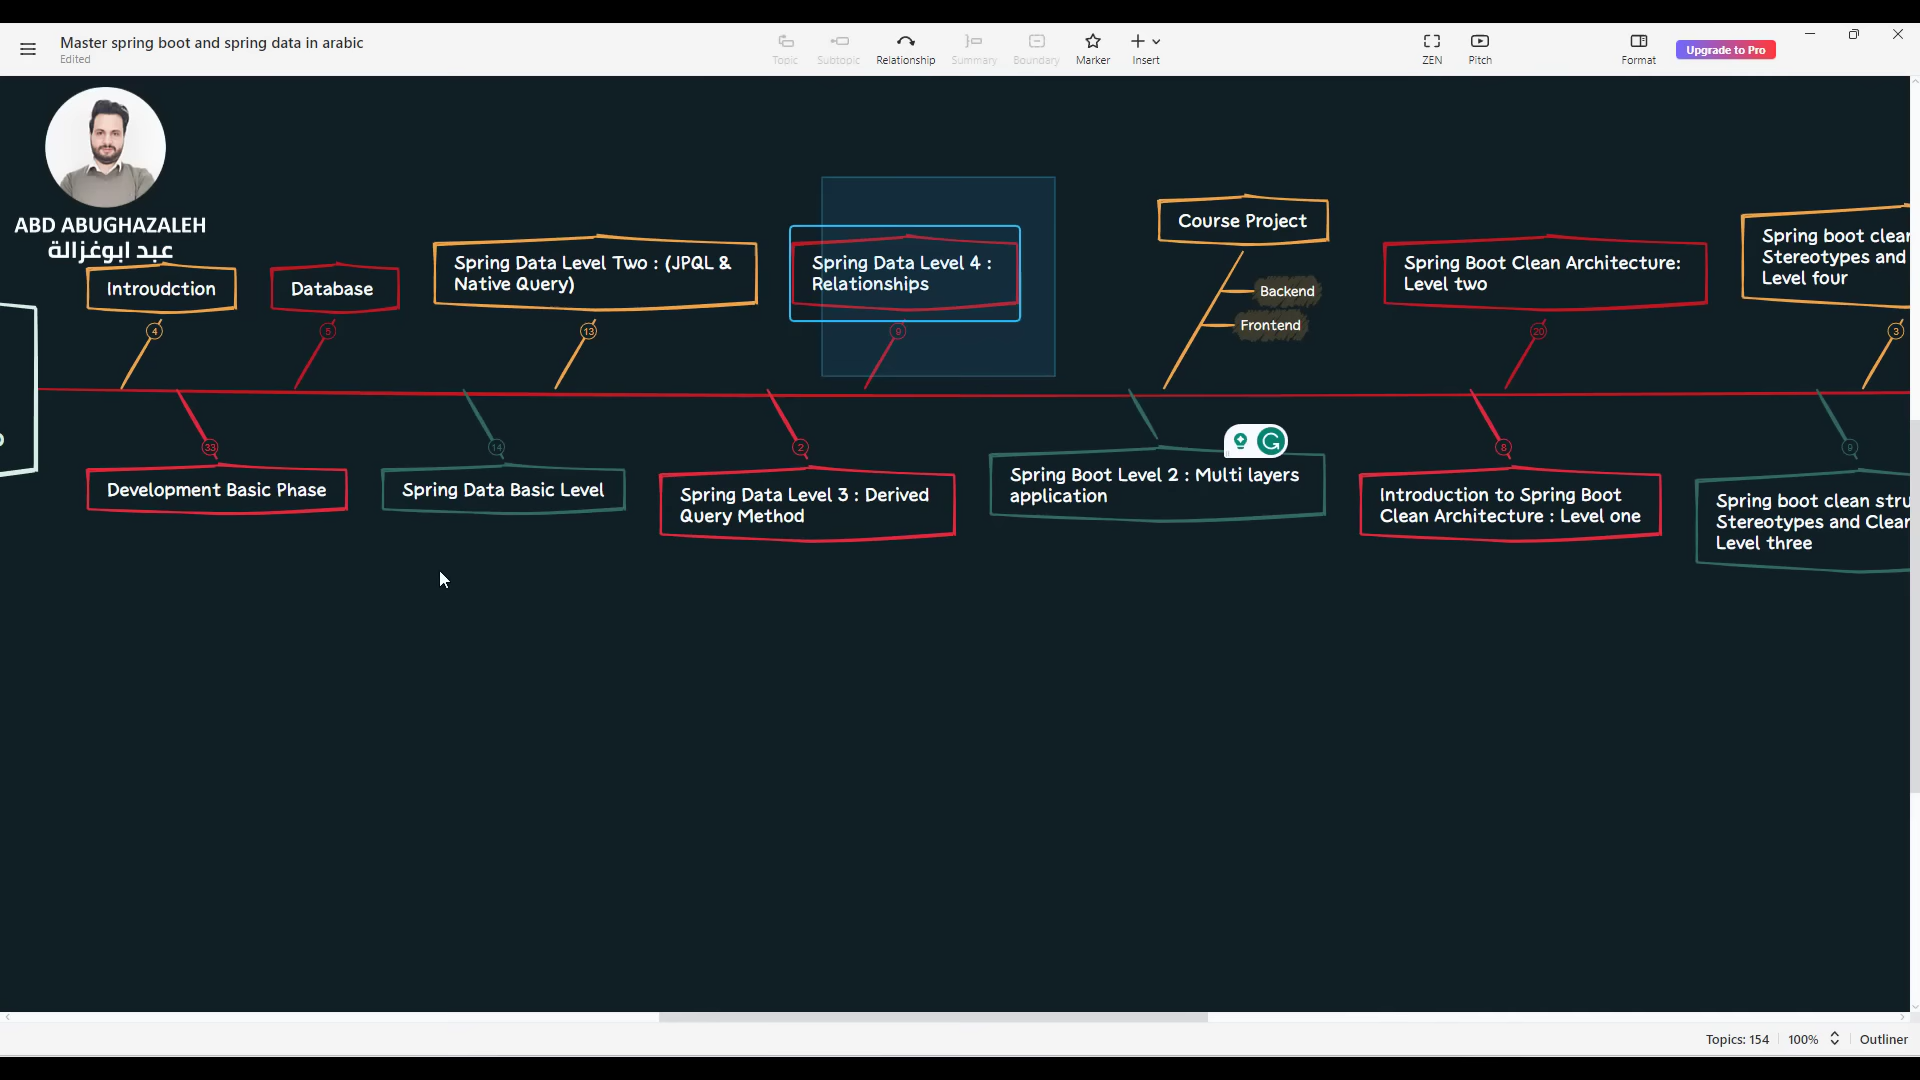 Master spring boot and spring data in arabic
Edited
Topic
Subtopic
Relationship
Summary
Boundary
Marker
Insert
ZEN
Pitch
Format
Upgrade to Pro
ABD ABUGHAZALEH
عبد ابوغزالة
Introudction
4
Database
5
Spring Data Level Two : (JPQL &
Native Query)
13
Spring Data Level 4 :
Relationships
9
Course Project
Backend
Frontend
Spring Boot Clean Architecture:
Level two
20
Spring boot clear
Stereotypes and
Level four
3
33
Development Basic Phase
14
Spring Data Basic Level
2
Spring Data Level 3 : Derived
Query Method
Spring Boot Level 2 : Multi layers
application
8
Introduction to Spring Boot
Clean Architecture : Level one
9
Spring boot clean stru
Stereotypes and Clear
Level three
Topics: 154
100%
Outliner